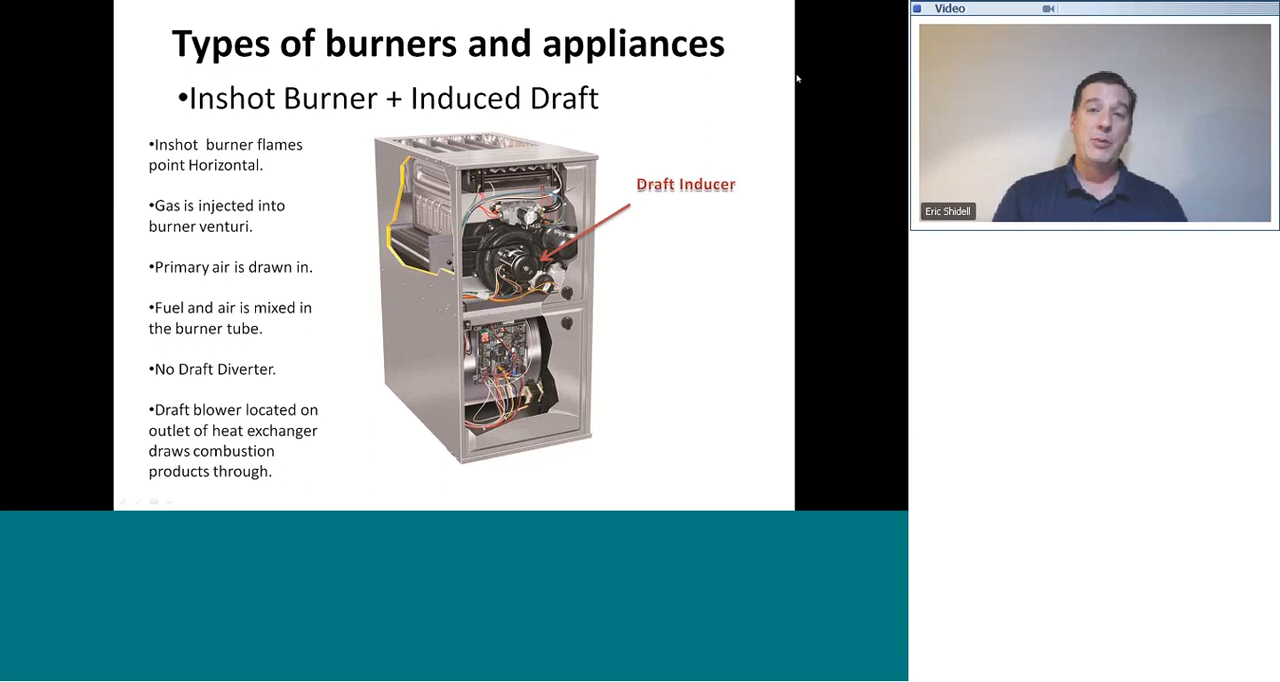 Types of burners and appliances
•Inshot Burner + Induced Draft
•Inshot  burner flames
point Horizontal.
•Gas is injected into
burner venturi.
•Primary air is drawn in.
•Fuel and air is mixed in
the burner tube.
•No Draft Diverter.
•Draft blower located on
outlet of heat exchanger
draws combustion
products through.
Draft Inducer
Video
Eric Shidell